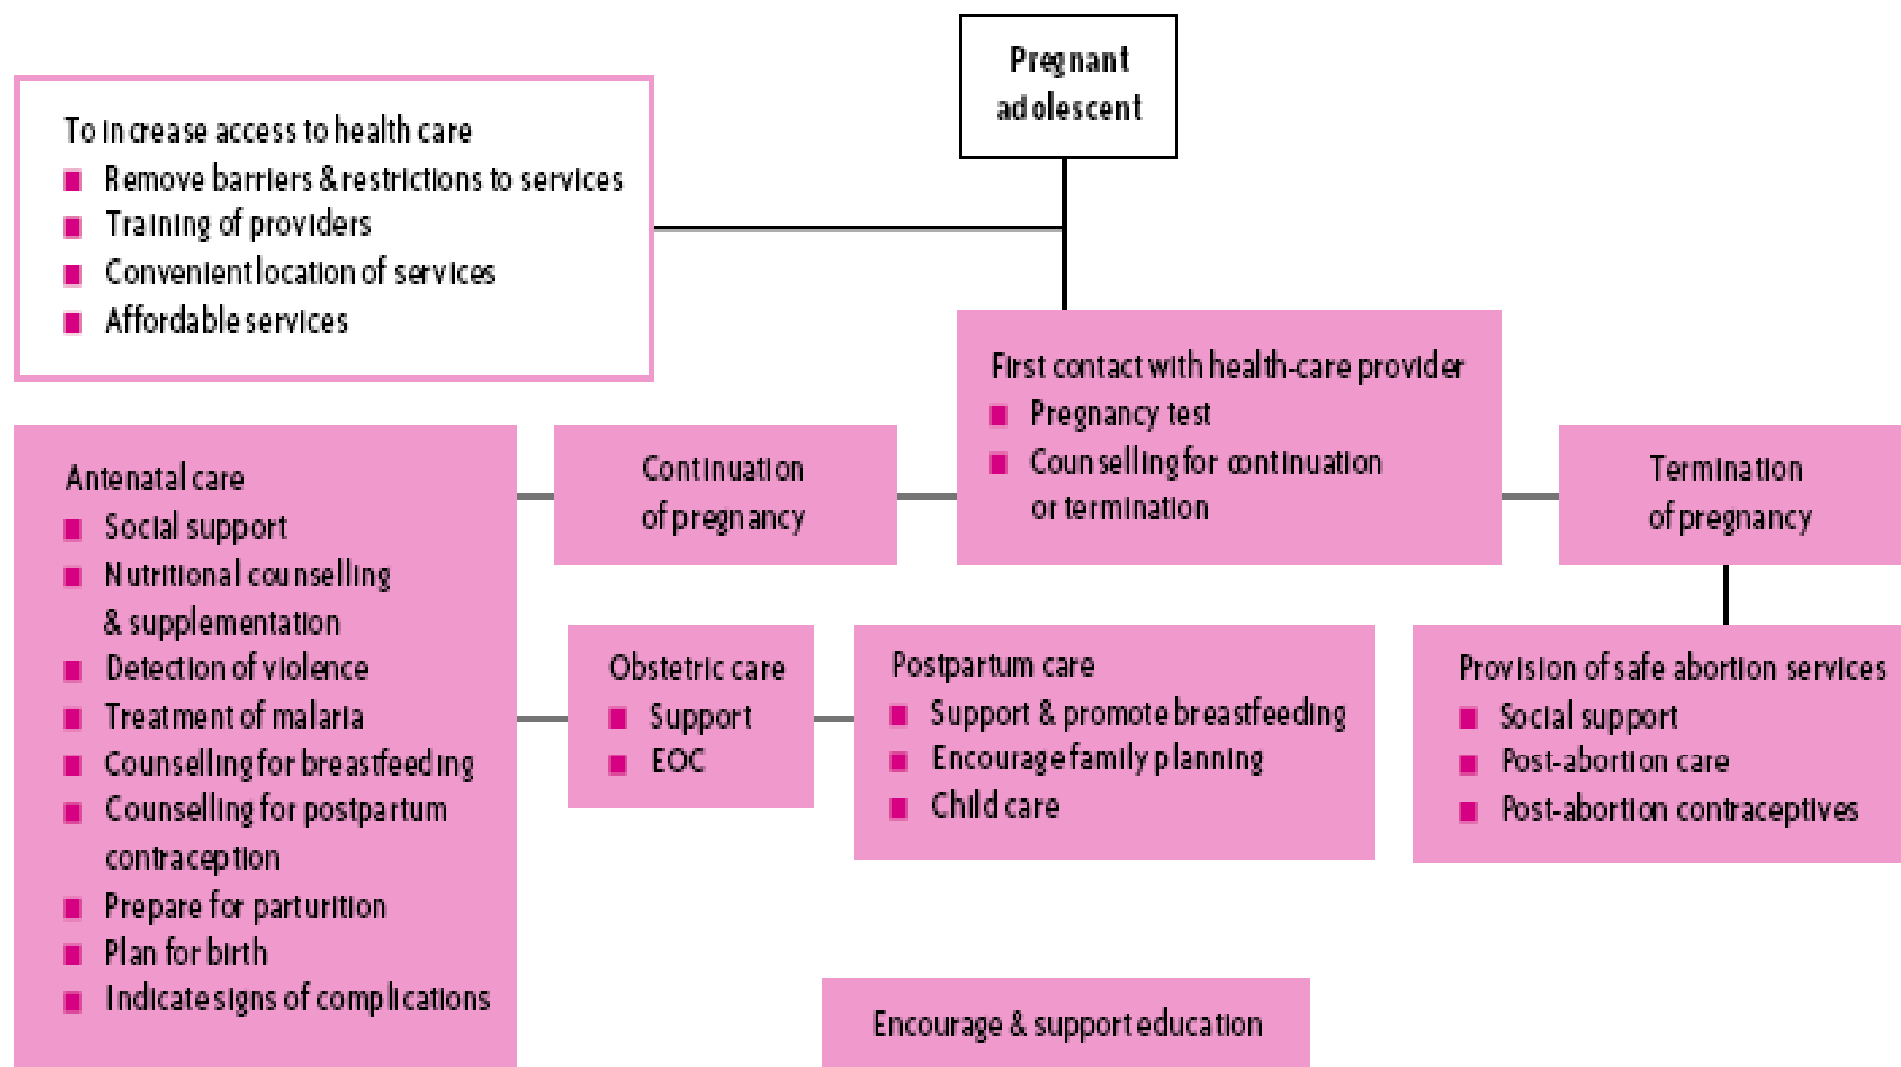 Pregnant
adolescent
To increase access to health care
Remove barriers & restrictions to services
Training of providers
Convenient location of services
Affordable services
First contact with health-care provider
Pregnancy test
Counselling for continuation
or termination
Continuation
of pregnancy
Termination
of pregnancy
Antenatal care
Social support
Nutritional counselling
& supplementation
Detection of violence
Treatment of malaria
Counselling for breastfeeding
Counselling for postpartum
contraception
Prepare for parturition
Plan for birth
Indicate signs of complications
Obstetric care
Support
EOC
Postpartum care
Support & promote breastfeeding
Encourage family planning
Child care
Provision of safe abortion services
Social support
Post-abortion care
Post-abortion contraceptives
Encourage & support education